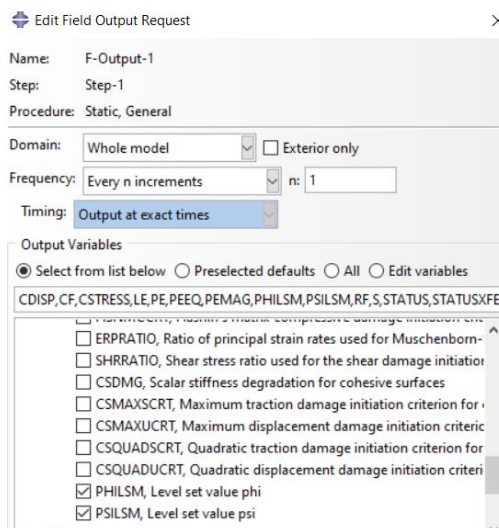 Edit Field Output Request
Name: F-Output-1
Step: Step-1
Procedure: Static, General
Domain: Whole model Exterior only
Frequency: Every n increments n: 1
Timing: Output at exact times
Output Variables
Select from list below Preselected defaults All Edit variables
CDISP,CF,CSTRESS,LE,PE,PEEQ,PEMAG,PHILSM,PSILSM,RF,S,STATUS,STATUSXFE
ERPRATIO, Ratio of principal strain rates used for Muschenborn-
SHRRATIO, Shear stress ratio used for the shear damage initiation
CSDMG, Scalar stiffness degradation for cohesive surfaces
CSMAXSCRT, Maximum traction damage initiation criterion for
CSMAXUCRT, Maximum displacement damage initiation criteric
CSQUADSCRT, Quadratic traction damage initiation criterion for
CSQUADUCRT, Quadratic displacement damage initiation criteri
PHILSM, Level set value phi
PSILSM, Level set value psi